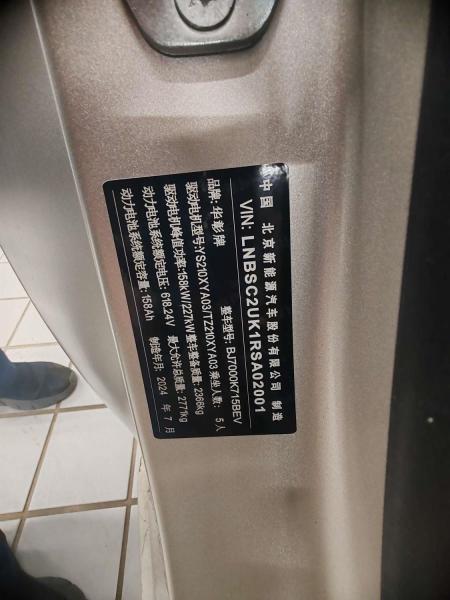 中国 北京新能源汽车股份有限公司 制造
VIN: LNBSC2UK1RSA02001
品牌: 华彰牌 整车型号: BJ7000K715BEV
驱动电机型号:YS210XYA03/TZ210XYA03 乘坐人数: 5人
驱动电机峰值功率:158kW/227kW 整车整备质量: 2366kg
动力电池系统额定电压: 618.24V 最大允许总质量: 2771kg
动力电池系统额定容量: 158Ah 制造年月: 2024 年 7 月